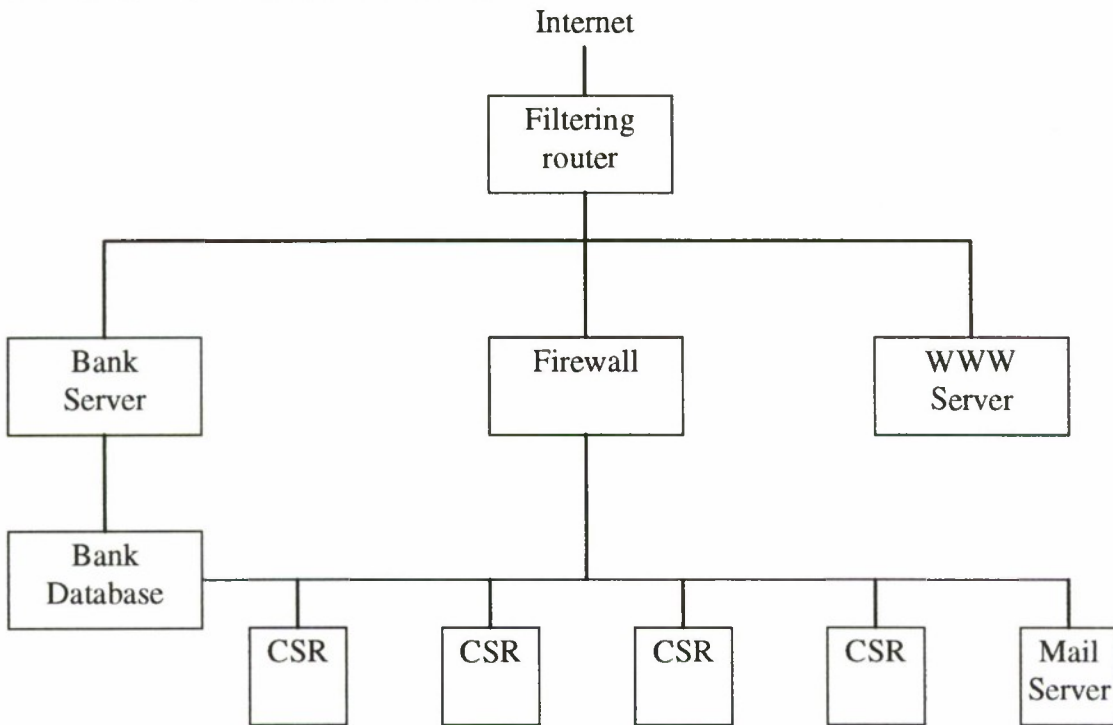 Internet
Filtering
router
Bank
Server
Firewall
WWW
Server
Bank
Database
CSR
CSR
CSR
CSR
Mail
Server